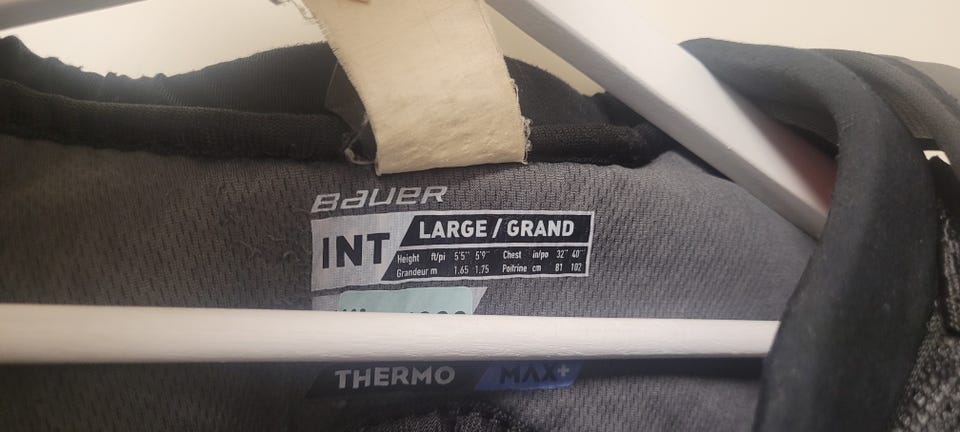 BAUER
INT LARGE / GRAND
Height ft/pi 5'5" 5'9" Chest in/po 32" 40"
Grandeur m 1.65 1.75 Poitrine cm 81 102
THERMO MAX+